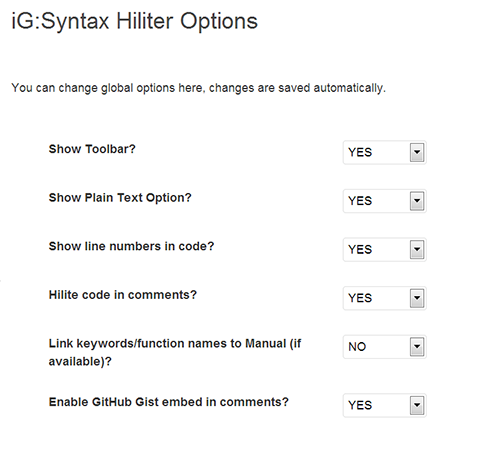 iG:Syntax Hiliter Options
You can change global options here, changes are saved automatically.
Show Toolbar? YES
Show Plain Text Option? YES
Show line numbers in code? YES
Hilite code in comments? YES
Link keywords/function names to Manual (if NO
available)?
Enable GitHub Gist embed in comments? YES